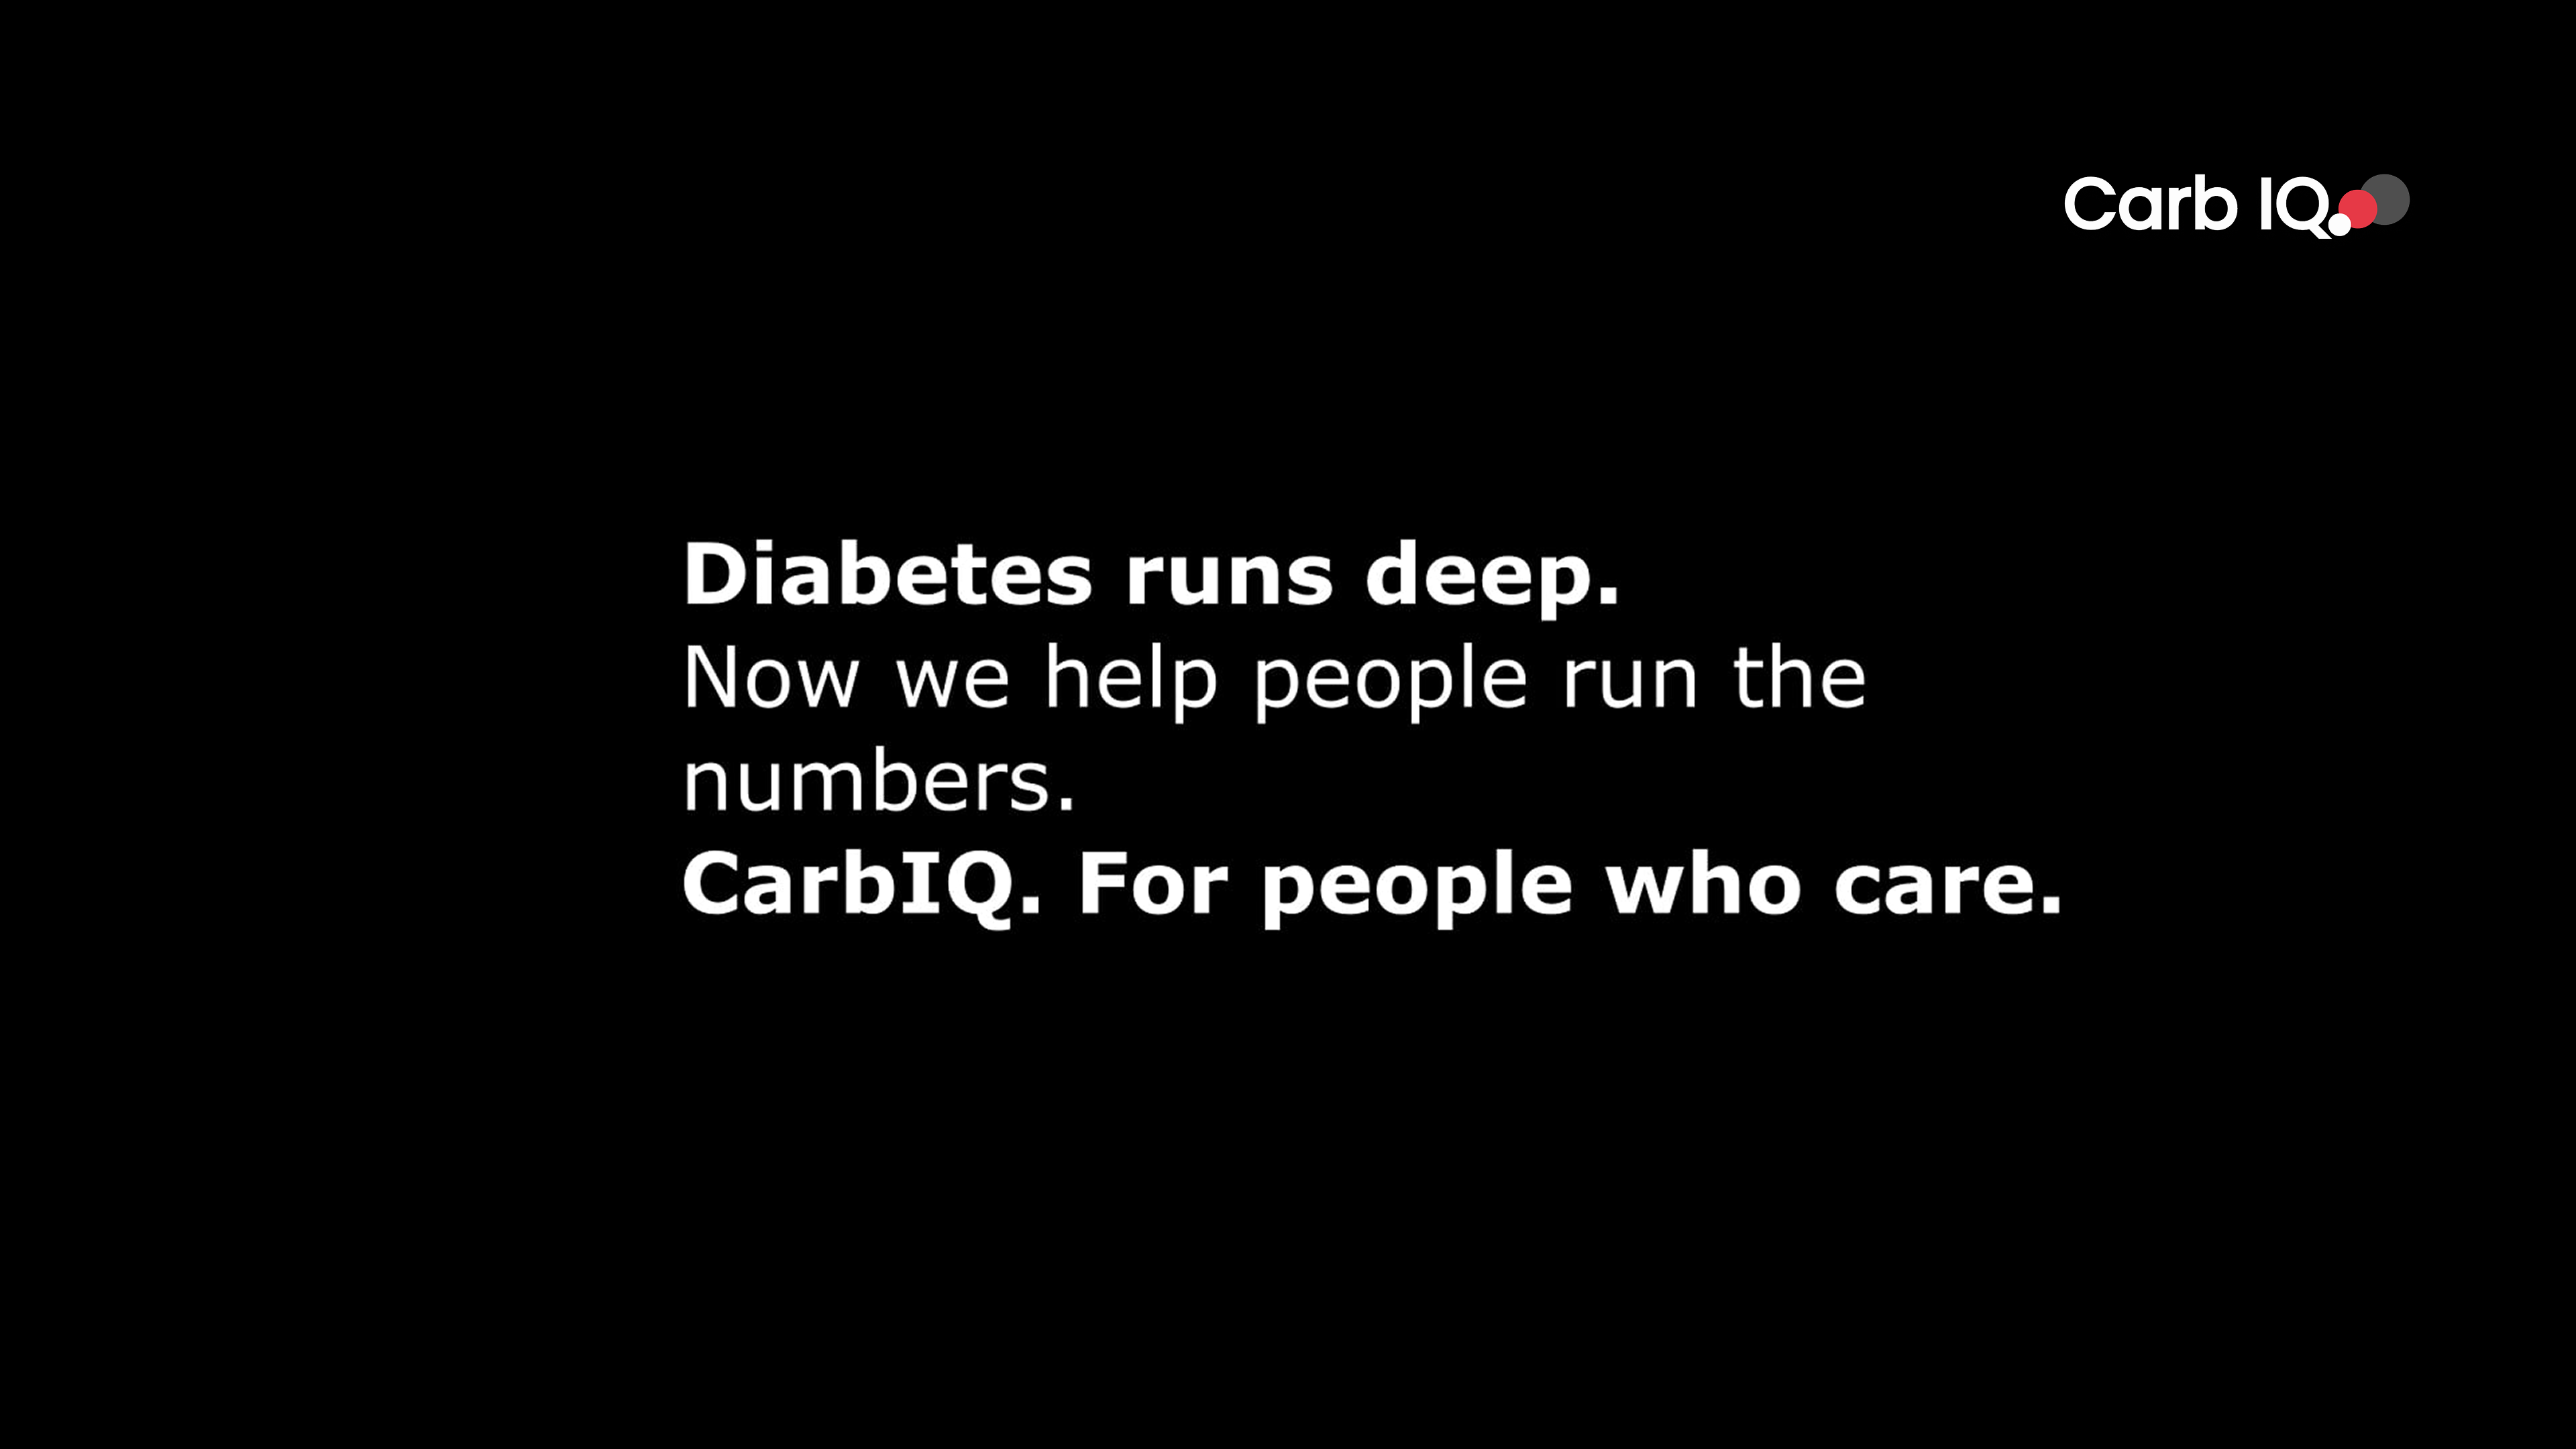 Carb IQ
Diabetes runs deep.
Now we help people run the
numbers.
CarbIQ. For people who care.